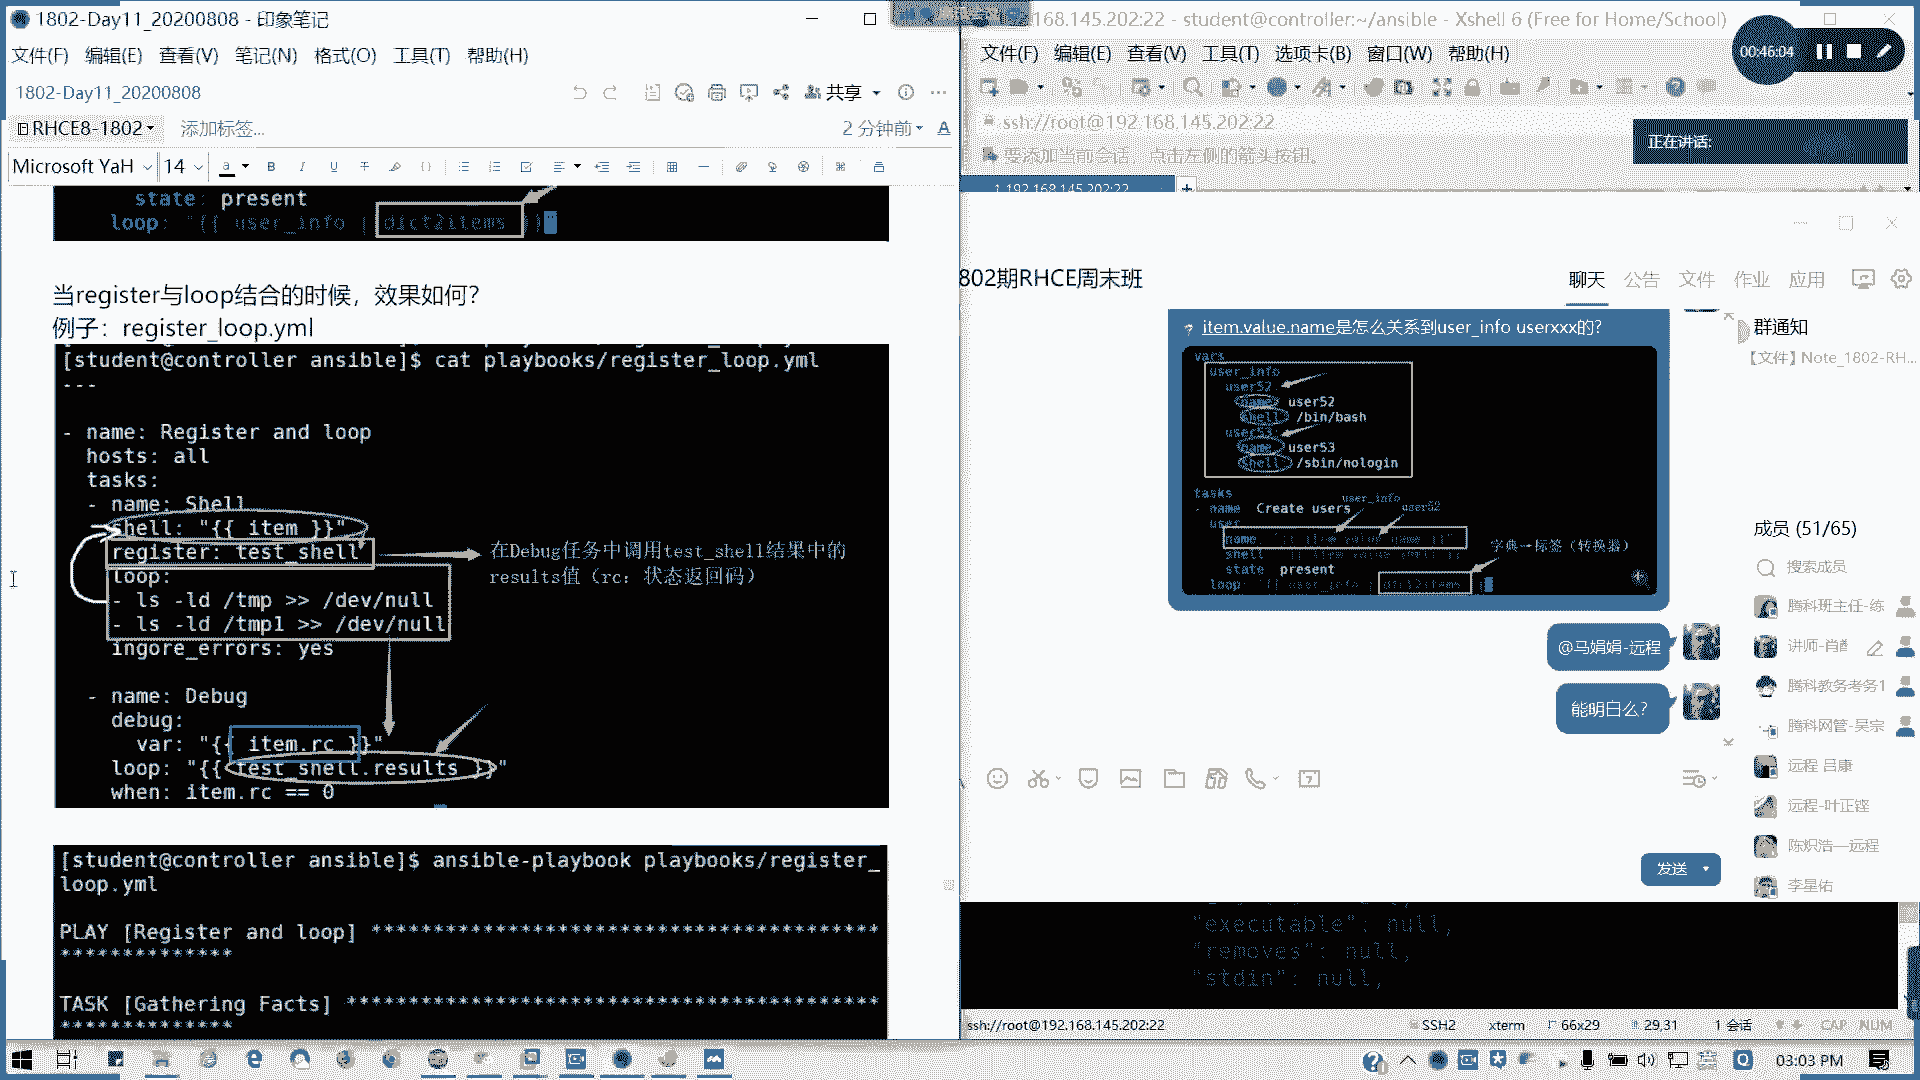 1802-Day11_20200808 - 印象笔记
文件(F) 编辑(E) 查看(V) 笔记(N) 格式(O) 工具(T) 帮助(H)
1802-Day11_20200808
共享
RHCE8-1802
添加标签...
2 分钟前
Microsoft YaH
14
state: present
loop: "{{ user_info | dict2items }}"
当register与loop结合的时候，效果如何？
例子：register_loop.yml
[student@controller ansible]$ cat playbooks/register_loop.yml
---
- name: Register and loop
hosts: all
tasks:
- name: Shell
shell: "{{ item }}"
register: test_shell
loop:
- ls -ld /tmp >> /dev/null
- ls -ld /tmp1 >> /dev/null
ingore_errors: yes
在Debug任务中调用test_shell结果中的
results值（rc：状态返回码）
- name: Debug
debug:
var: "{{ item.rc }}"
loop: "{{ test_shell.results }}"
when: item.rc == 0
[student@controller ansible]$ ansible-playbook playbooks/register_
loop.yml
PLAY [Register and loop] ***************************************
*************
TASK [Gathering Facts] *****************************************
*************
168.145.202:22 - student@controller:~/ansible - Xshell 6 (Free for Home/School)
文件(F) 编辑(E) 查看(V) 工具(T) 选项卡(B) 窗口(W) 帮助(H)
00:46:04
ssh://root@192.168.145.202:22
要添加当前会话，点击左侧的箭头按钮。
正在讲话:
1 192.168.145.202:22
802期RHCE周末班
聊天 公告 文件 作业 应用
item.value.name是怎么关系到user_info userxxx的?
vars
user_info
user52
name user52
shell /bin/bash
user53
name user53
shell /sbin/nologin
tasks
- name Create users
user_info
user52
user
name "{{ item value name }}"
shell "{{ item value shell }}"
字典→标签（转换器）
state present
loop "{{ user_info | dict2items }}"
@马娟娟-远程
能明白么？
发送
群通知
【文件】Note_1802-RH...
成员 (51/65)
搜索成员
腾科班主任-练
讲师-肖
腾科教务考务1
腾科网管-吴宗
远程 吕康
远程-叶正铿
陈炽浩—远程
李星佑
"executable": null,
"removes": null,
"stdin": null,
ssh://root@192.168.145.202:22
SSH2
xterm
66x29
29,31
1 会话
CAP NUM
03:03 PM